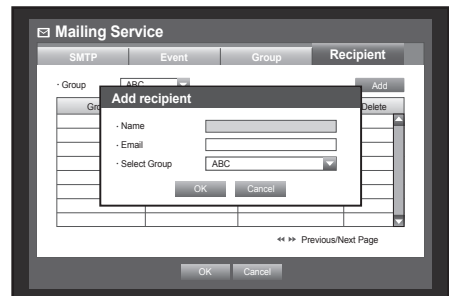 Mailing Service
SMTP Event Group Recipient
· Group ABC Add
Delete
Add recipient
· Name
· Email
· Select Group ABC
OK Cancel
Previous/Next Page
OK Cancel